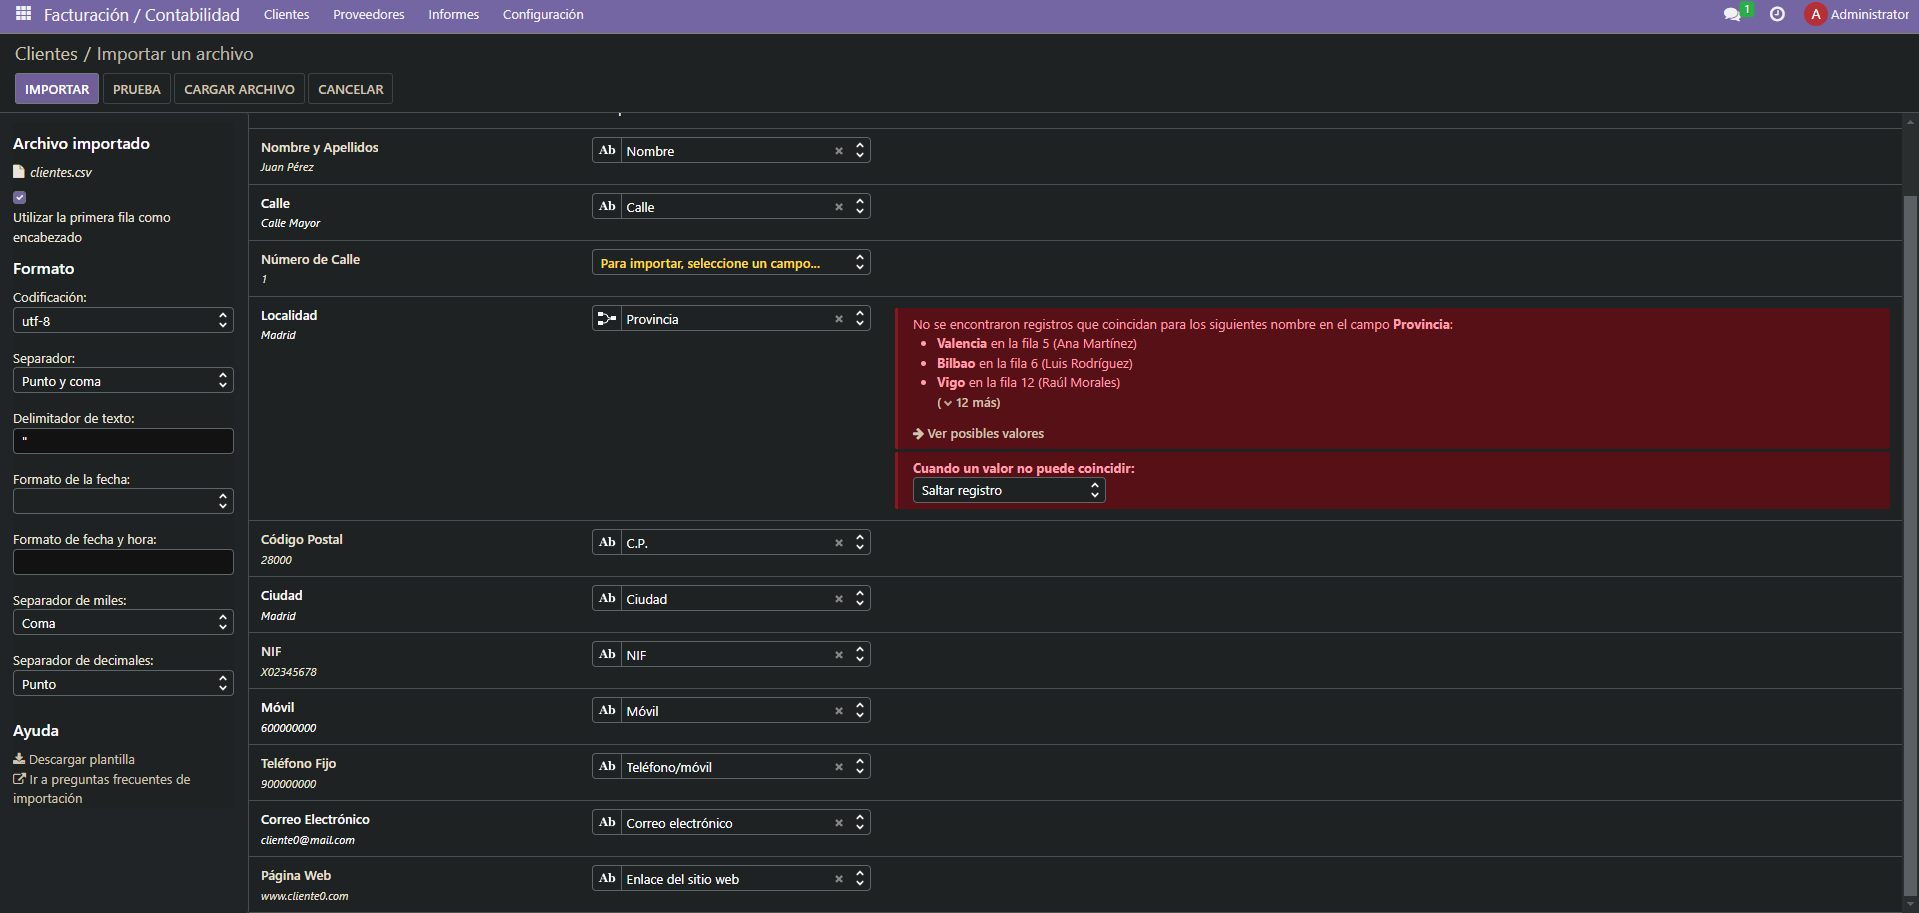 Facturación / Contabilidad Clientes Proveedores Informes Configuración 1 A Administrator
Clientes / Importar un archivo
IMPORTAR PRUEBA CARGAR ARCHIVO CANCELAR
Archivo importado
clientes.csv
Utilizar la primera fila como
encabezado
Formato
Codificación:
utf-8
Separador:
Punto y coma
Delimitador de texto:
"
Formato de la fecha:
Formato de fecha y hora:
Separador de miles:
Coma
Separador de decimales:
Punto
Ayuda
Descargar plantilla
Ir a preguntas frecuentes de
importación
Nombre y Apellidos
Juan Pérez
Ab Nombre
Calle
Calle Mayor
Ab Calle
Número de Calle
1
Para importar, seleccione un campo...
Localidad
Madrid
Provincia
No se encontraron registros que coincidan para los siguientes nombre en el campo Provincia:
Valencia en la fila 5 (Ana Martínez)
Bilbao en la fila 6 (Luis Rodríguez)
Vigo en la fila 12 (Raúl Morales)
( 12 más)
Ver posibles valores
Cuando un valor no puede coincidir:
Saltar registro
Código Postal
28000
Ab C.P.
Ciudad
Madrid
Ab Ciudad
NIF
X02345678
Ab NIF
Móvil
600000000
Ab Móvil
Teléfono Fijo
900000000
Ab Teléfono/móvil
Correo Electrónico
cliente0@mail.com
Ab Correo electrónico
Página Web
www.cliente0.com
Ab Enlace del sitio web